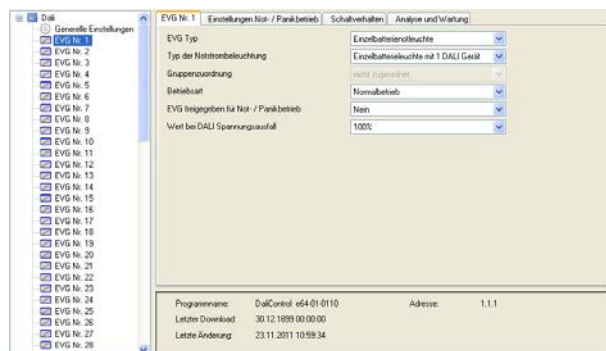 Dali
Generelle Einstellungen
EVG Nr. 1
EVG Nr. 2
EVG Nr. 3
EVG Nr. 4
EVG Nr. 5
EVG Nr. 6
EVG Nr. 7
EVG Nr. 8
EVG Nr. 9
EVG Nr. 10
EVG Nr. 11
EVG Nr. 12
EVG Nr. 13
EVG Nr. 14
EVG Nr. 15
EVG Nr. 16
EVG Nr. 17
EVG Nr. 18
EVG Nr. 19
EVG Nr. 20
EVG Nr. 21
EVG Nr. 22
EVG Nr. 23
EVG Nr. 24
EVG Nr. 25
EVG Nr. 26
EVG Nr. 27
EVG Nr. 28
EVG Nr. 1 Einstellungen Not- / Panikbetrieb Schaltverhalten Analyse und Wartung
EVG Typ Einzelbatterienotleuchte
Typ der Notstrombeleuchtung Einzelbatterieleuchte mit 1 DALI Gerät
Gruppenzuordnung nicht zugeordnet
Betriebsart Normalbetrieb
EVG freigegeben für Not- / Panikbetrieb Nein
Wert bei DALI Spannungsausfall 100%
Programmname: DaliControl e64-01-0110 Adresse: 1.1.1
Letzter Download: 30.12.1899 00:00:00
Letzte Änderung: 23.11.2011 10:59:34